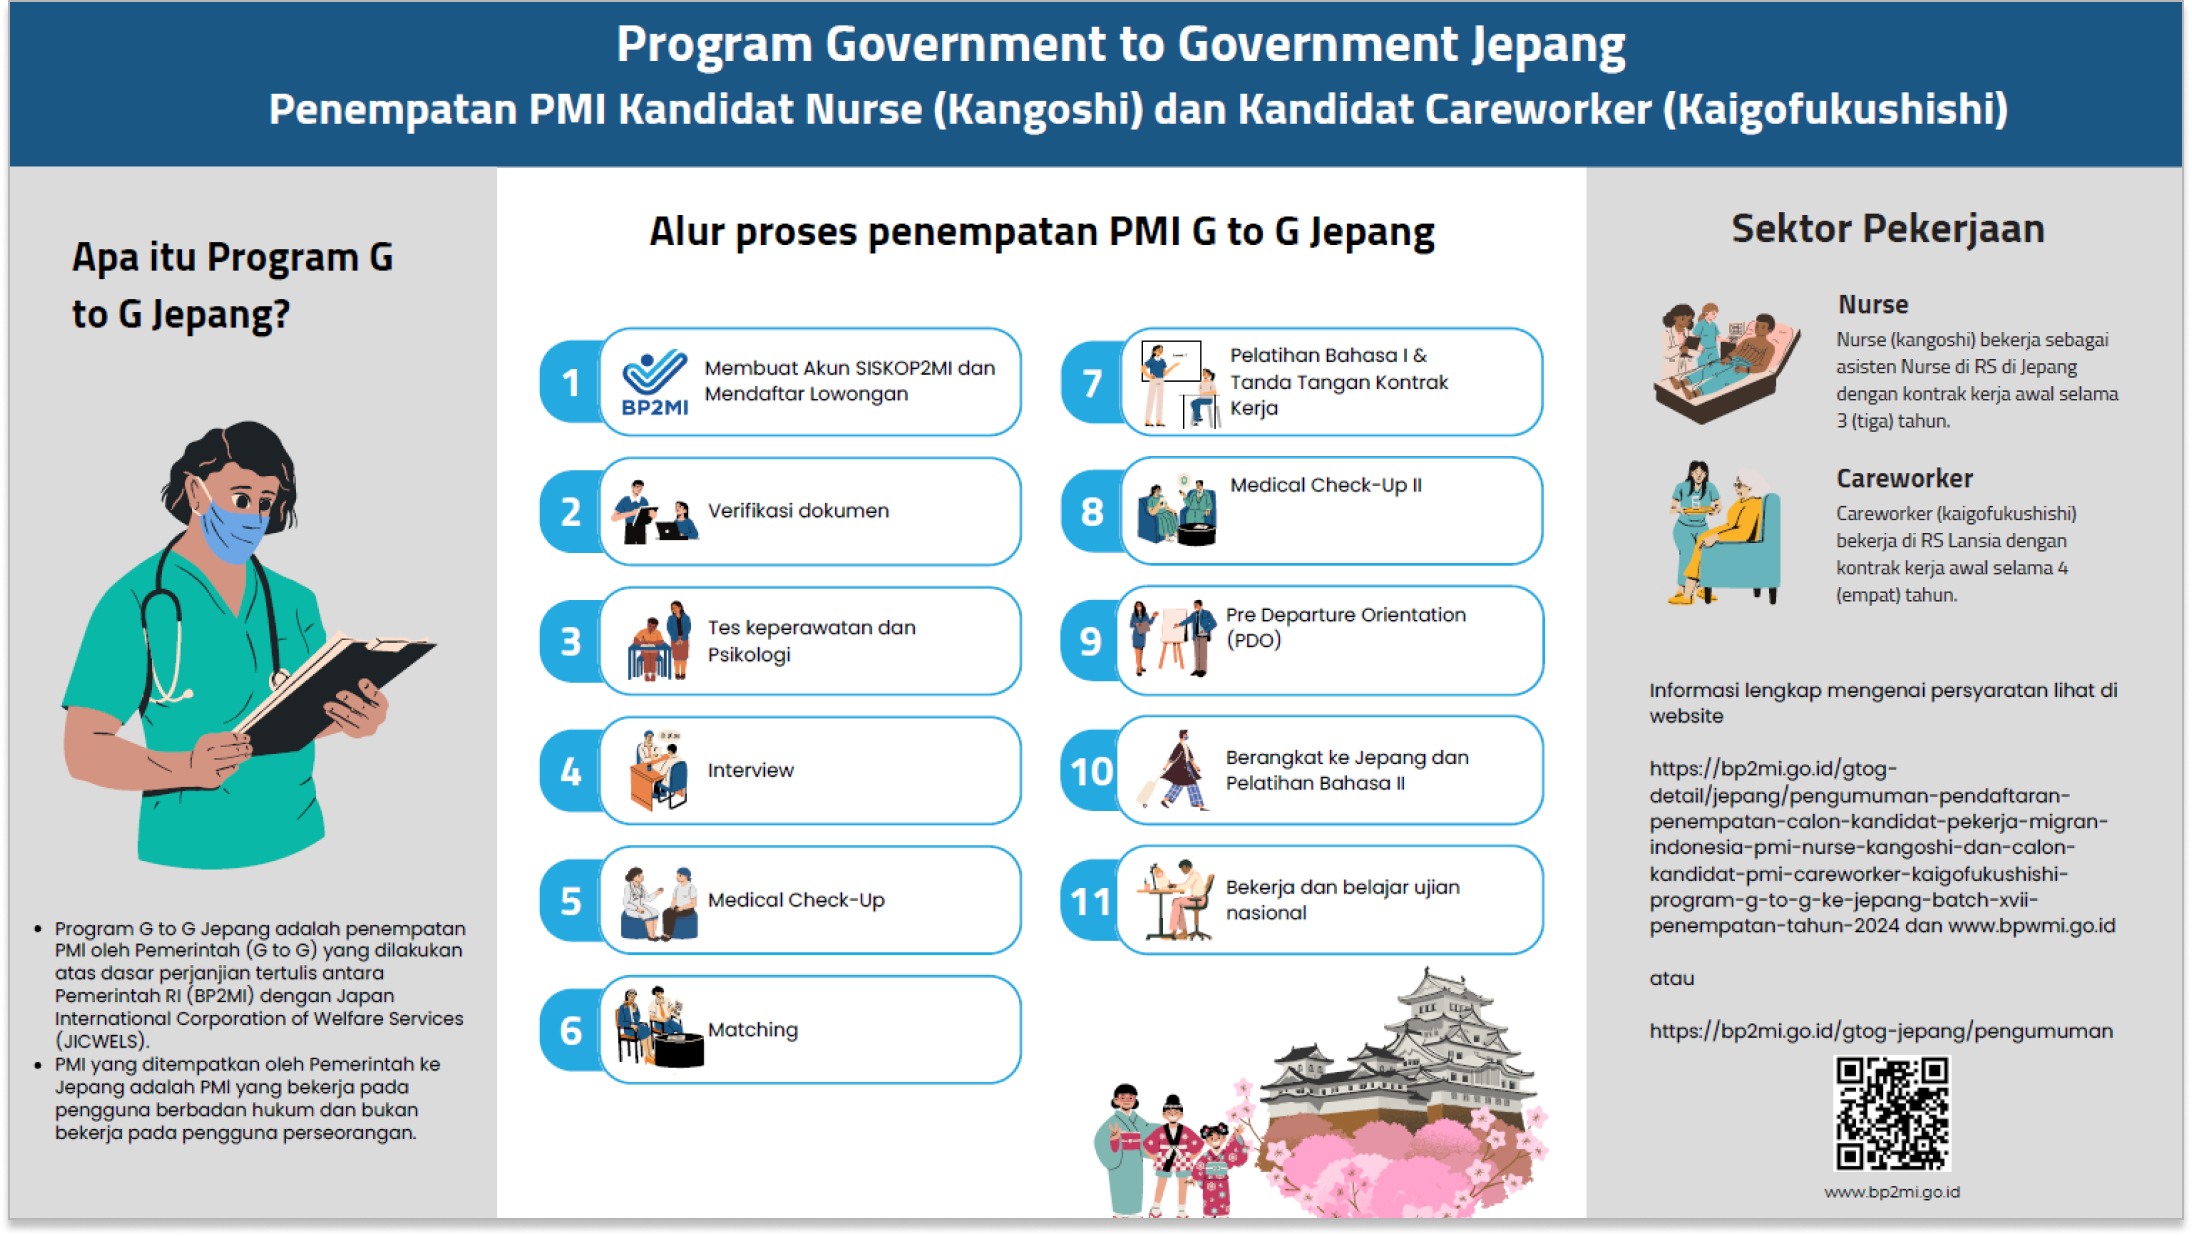 Program Government to Government Jepang
Penempatan PMI Kandidat Nurse (Kangoshi) dan Kandidat Careworker (Kaigofukushishi)
Apa itu Program G
to G Jepang?
Program G to G Jepang adalah penempatan
PMI oleh Pemerintah (G to G) yang dilakukan
atas dasar perjanjian tertulis antara
Pemerintah RI (BP2MI) dengan Japan
International Corporation of Welfare Services
(JICWELS).
PMI yang ditempatkan oleh Pemerintah ke
Jepang adalah PMI yang bekerja pada
pengguna berbadan hukum dan bukan
bekerja pada pengguna perseorangan.
Alur proses penempatan PMI G to G Jepang
1
BP2MI
Membuat Akun SISKOP2MI dan
Mendaftar Lowongan
2
Verifikasi dokumen
3
Tes keperawatan dan
Psikologi
4
Interview
5
Medical Check-Up
6
Matching
7
Pelatihan Bahasa I &
Tanda Tangan Kontrak
Kerja
8
Medical Check-Up II
9
Pre Departure Orientation
(PDO)
10
Berangkat ke Jepang dan
Pelatihan Bahasa II
11
Bekerja dan belajar ujian
nasional
Sektor Pekerjaan
Nurse
Nurse (kangoshi) bekerja sebagai
asisten Nurse di RS di Jepang
dengan kontrak kerja awal selama
3 (tiga) tahun.
Careworker
Careworker (kaigofukushishi)
bekerja di RS Lansia dengan
kontrak kerja awal selama 4
(empat) tahun.
Informasi lengkap mengenai persyaratan lihat di
website
https://bp2mi.go.id/gtog-
detail/jepang/pengumuman-pendaftaran-
penempatan-calon-kandidat-pekerja-migran-
indonesia-pmi-nurse-kangoshi-dan-calon-
kandidat-pmi-careworker-kaigofukushishi-
program-g-to-g-ke-jepang-batch-xvii-
penempatan-tahun-2024 dan www.bpwmi.go.id
atau
https://bp2mi.go.id/gtog-jepang/pengumuman
www.bp2mi.go.id